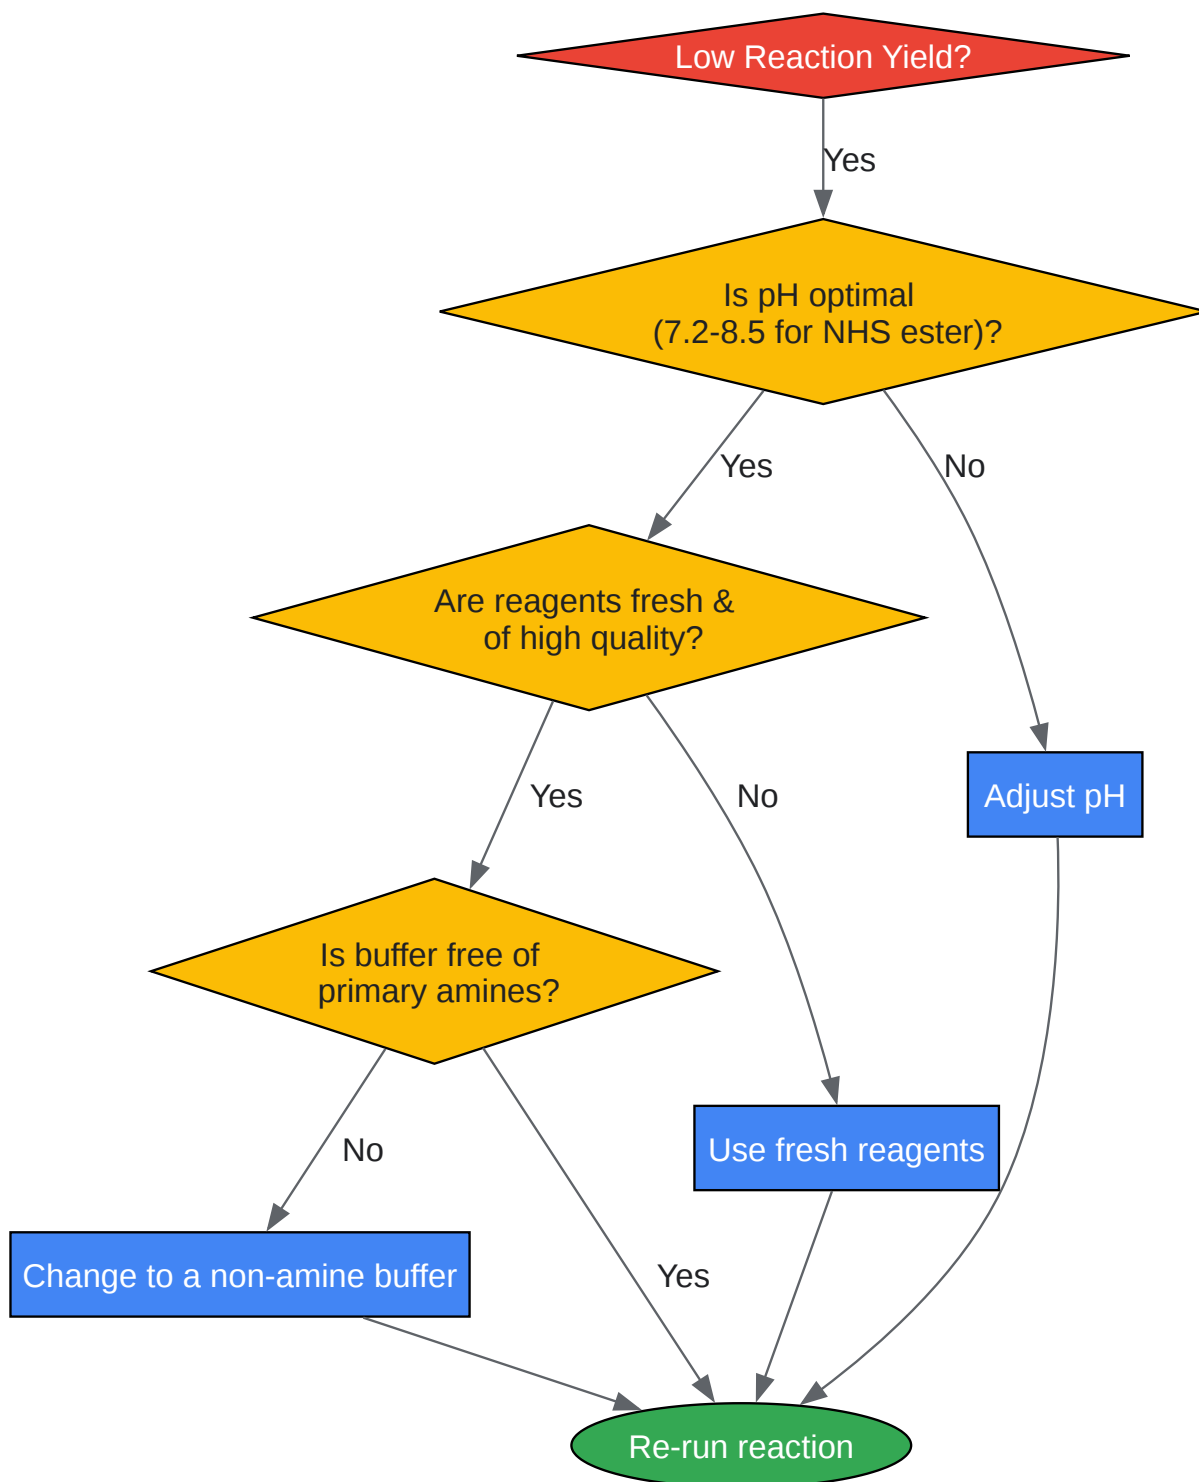 Low Reaction Yield?
Yes
Is pH optimal
(7.2-8.5 for NHS ester)?
Yes
No
Are reagents fresh &
of high quality?
Yes
No
Adjust pH
Is buffer free of
primary amines?
No
Use fresh reagents
Change to a non-amine buffer
Yes
Re-run reaction